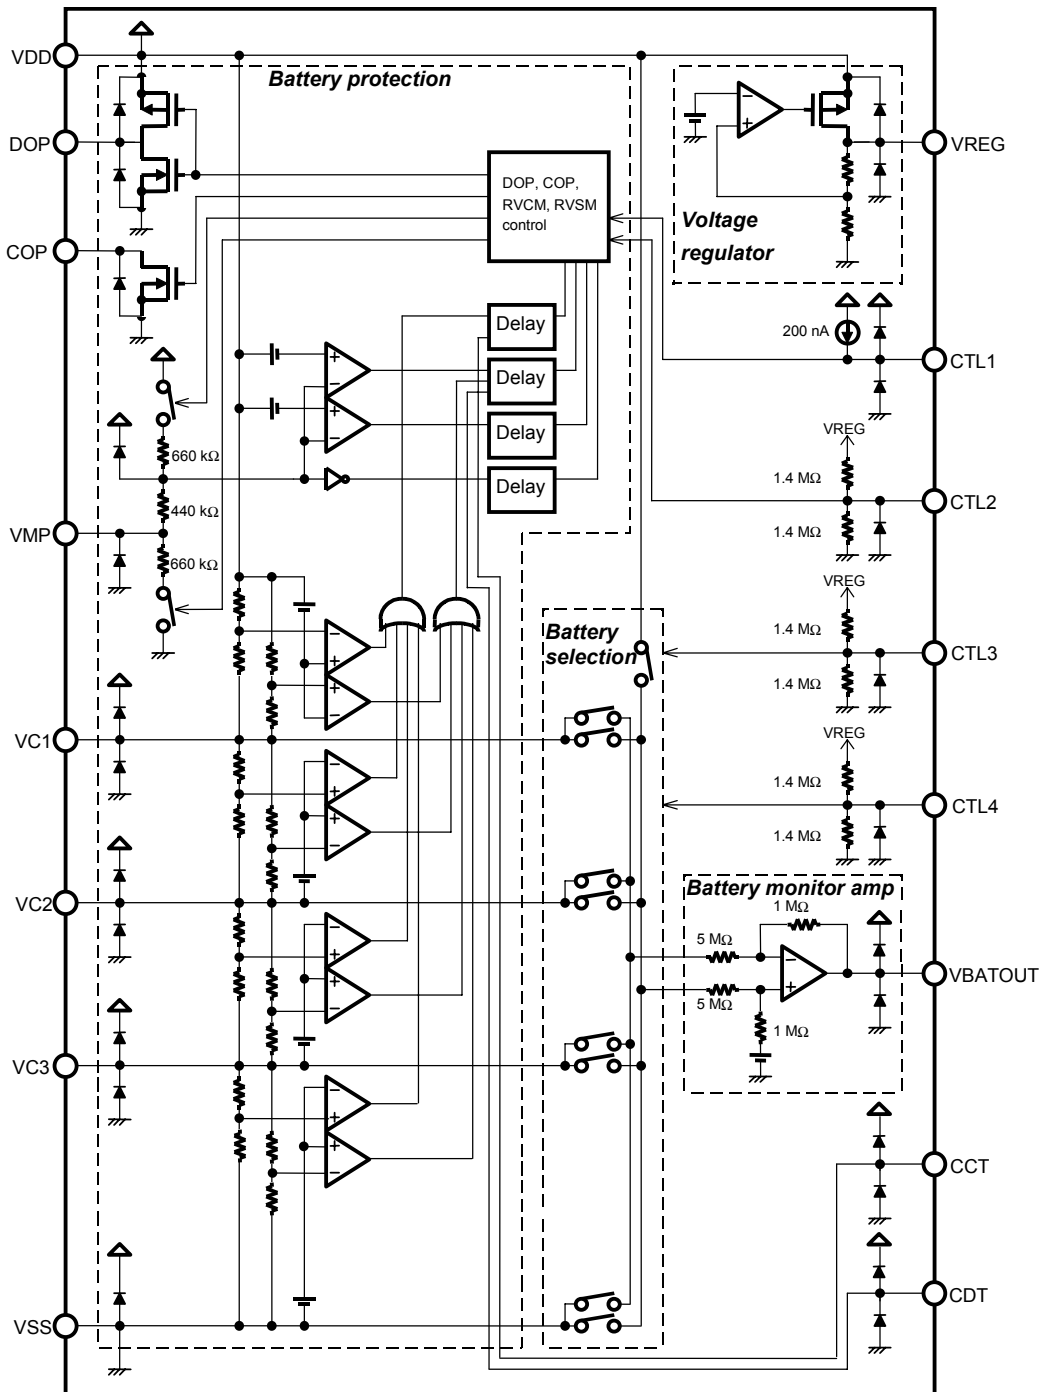 VDD
Battery protection
DOP
DOP, COP,
RVCM, RVSM
control
VREG
Voltage
regulator
COP
200 nA
Delay
CTL1
Delay
Delay
VREG
660 kΩ
1.4 MΩ
Delay
CTL2
440 kΩ
1.4 MΩ
VMP
660 kΩ
VREG
Battery
selection
1.4 MΩ
CTL3
1.4 MΩ
VC1
VREG
1.4 MΩ
CTL4
1.4 MΩ
Battery monitor amp
VC2
1 MΩ
5 MΩ
VBATOUT
5 MΩ
1 MΩ
VC3
CCT
CDT
VSS